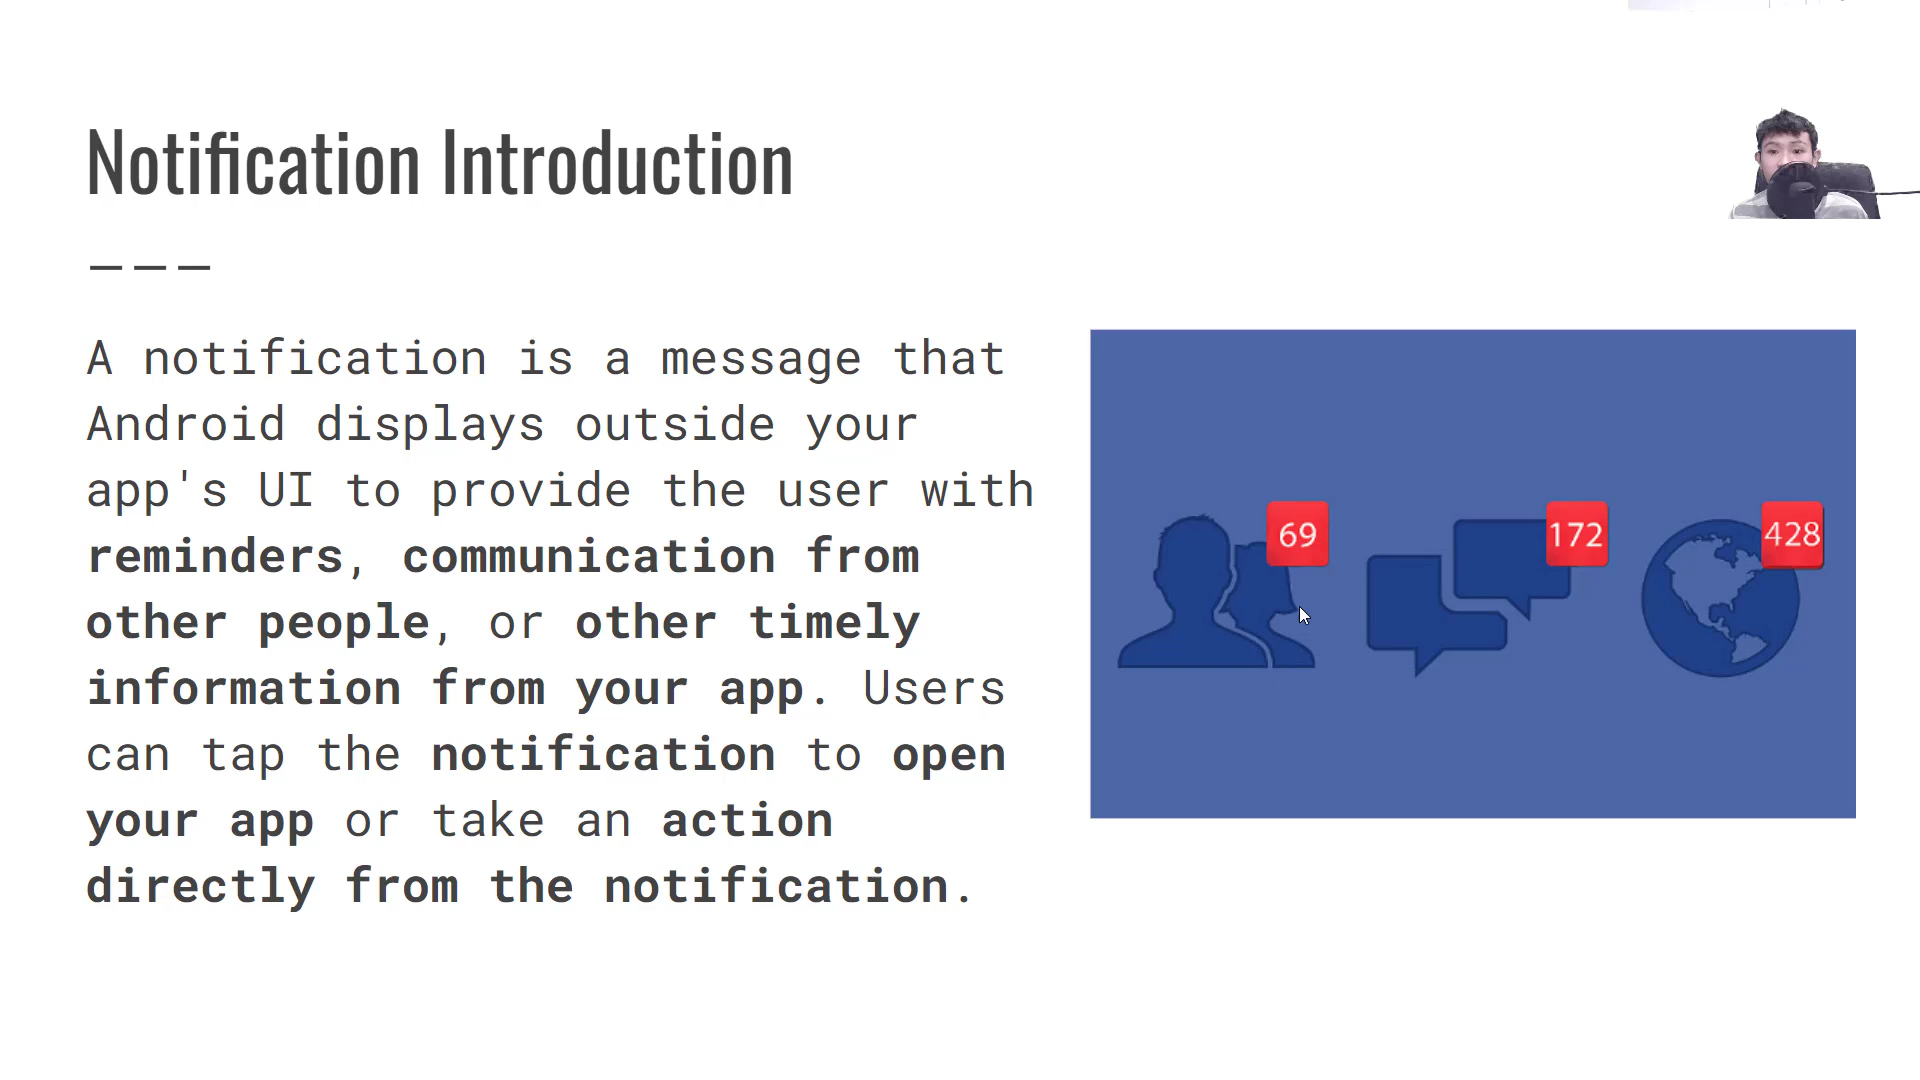 Notification Introduction
———
A notification is a message that
Android displays outside your
app's UI to provide the user with
reminders, communication from
other people, or other timely
information from your app. Users
can tap the notification to open
your app or take an action
directly from the notification.
69
172
428